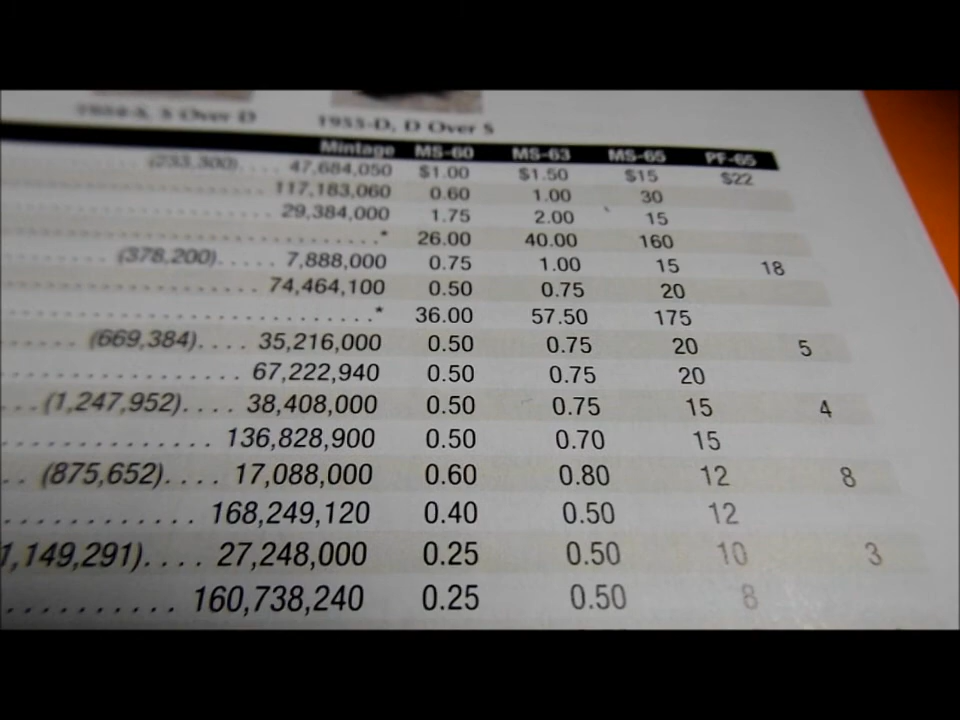 1954-S, S Over D
1955-D, D Over S
Mintage MS-60 MS-63 MS-65 PF-65
(233,300).... 47,684,050 $1.00 $1.50 $15 $22
117,183,060 0.60 1.00 30
29,384,000 1.75 2.00 15
* 26.00 40.00 160
(378,200)..... 7,888,000 0.75 1.00 15 18
74,464,100 0.50 0.75 20
* 36.00 57.50 175
(669,384).... 35,216,000 0.50 0.75 20 5
67,222,940 0.50 0.75 20
(1,247,952).... 38,408,000 0.50 0.75 15 4
136,828,900 0.50 0.70 15
(875,652).... 17,088,000 0.60 0.80 12 8
168,249,120 0.40 0.50 12
1,149,291).... 27,248,000 0.25 0.50 10 3
160,738,240 0.25 0.50 8